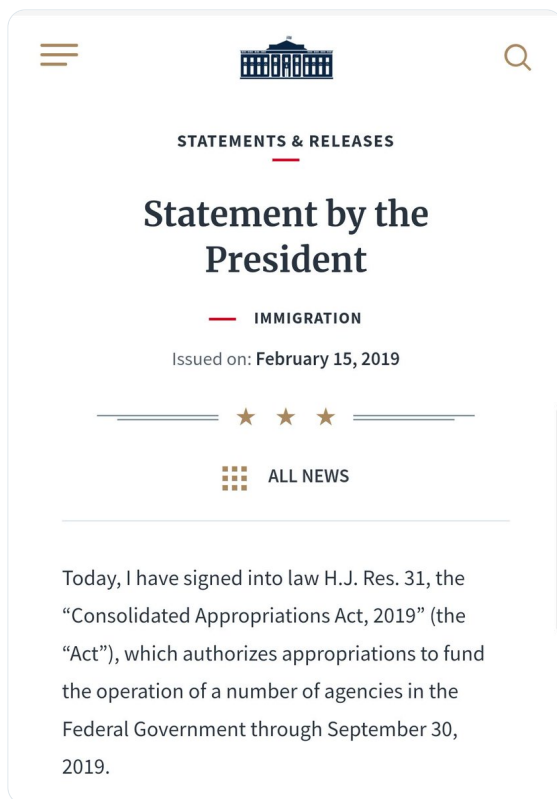 STATEMENTS & RELEASES
Statement by the
President
IMMIGRATION
Issued on: February 15, 2019
ALL NEWS
Today, I have signed into law H.J. Res. 31, the
“Consolidated Appropriations Act, 2019” (the
“Act”), which authorizes appropriations to fund
the operation of a number of agencies in the
Federal Government through September 30,
2019.